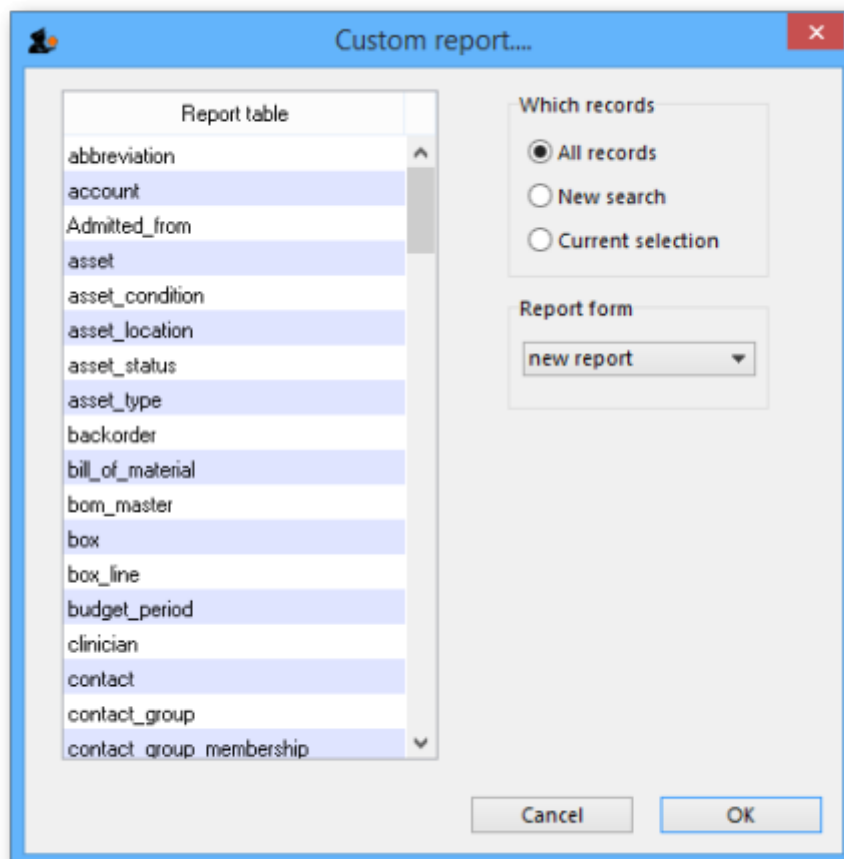 Custom report....
Report table
abbreviation
account
Admitted_from
asset
asset_condition
asset_location
asset_status
asset_type
backorder
bill_of_material
bom_master
box
box_line
budget_period
clinician
contact
contact_group
contact_group_membership
Which records
All records
New search
Current selection
Report form
new report
Cancel
OK